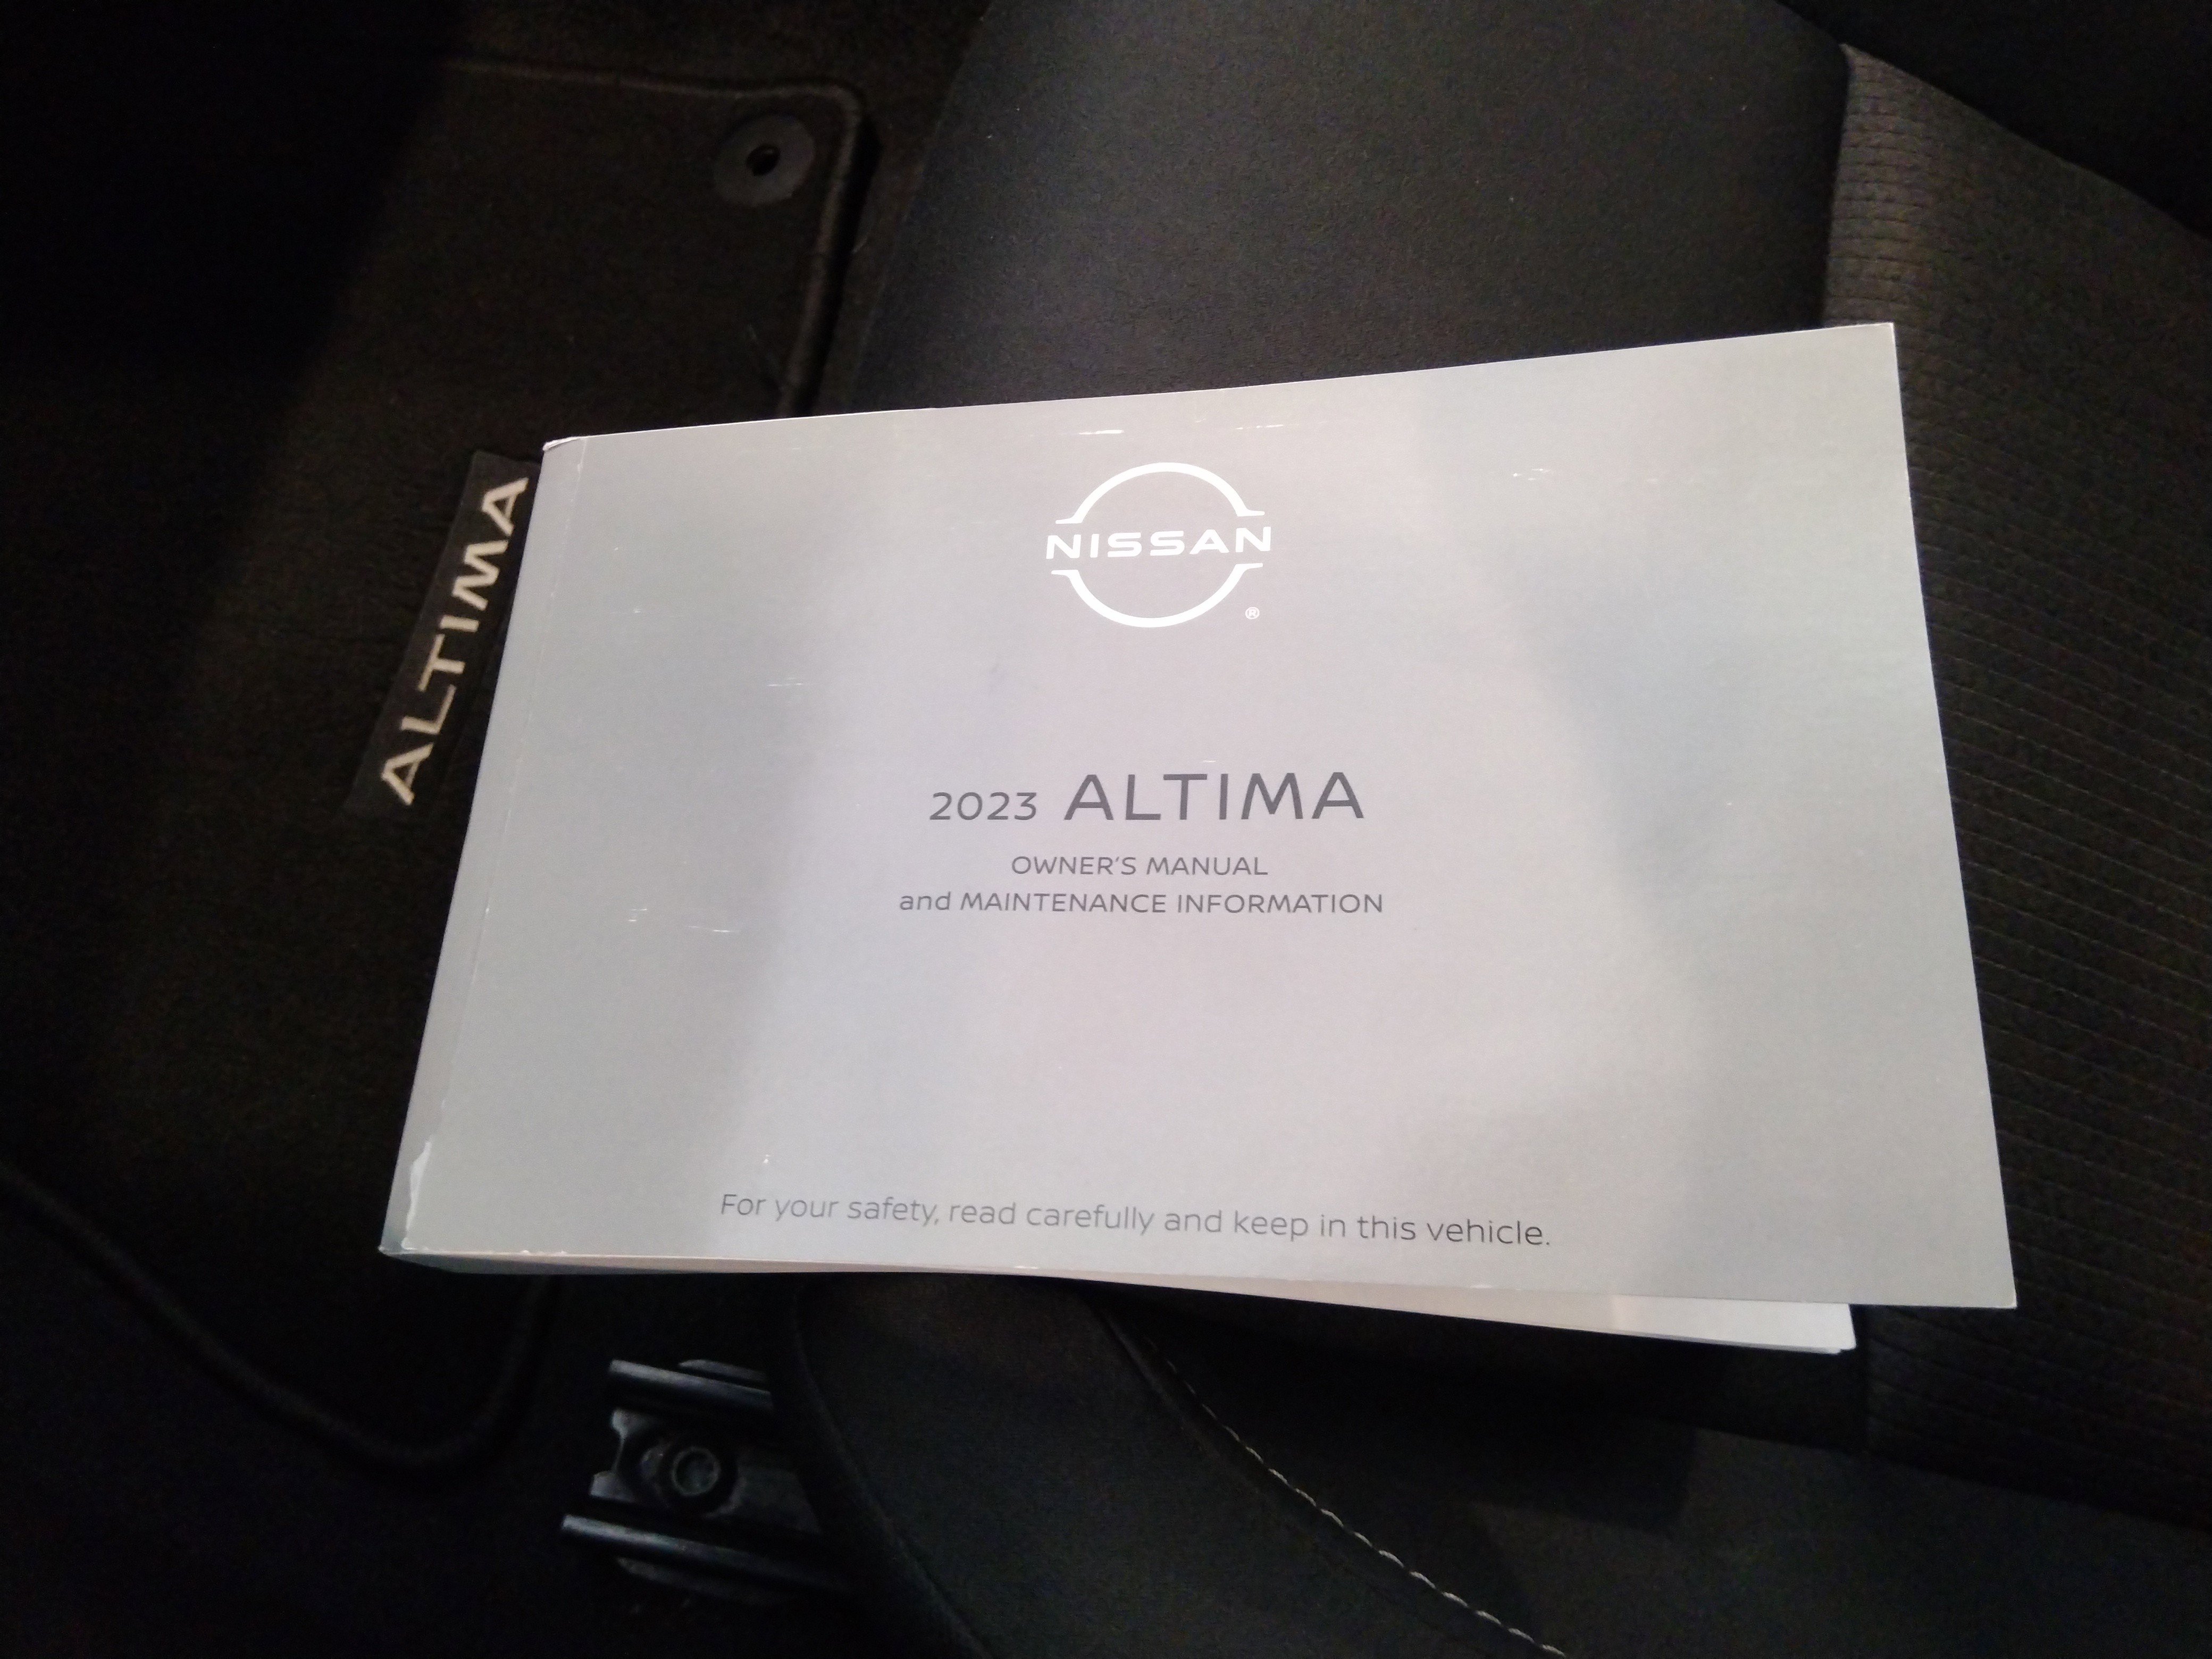 ALTIMA
NISSAN
®
2023 ALTIMA
OWNER'S MANUAL
and MAINTENANCE INFORMATION
For your safety, read carefully and keep in this vehicle.